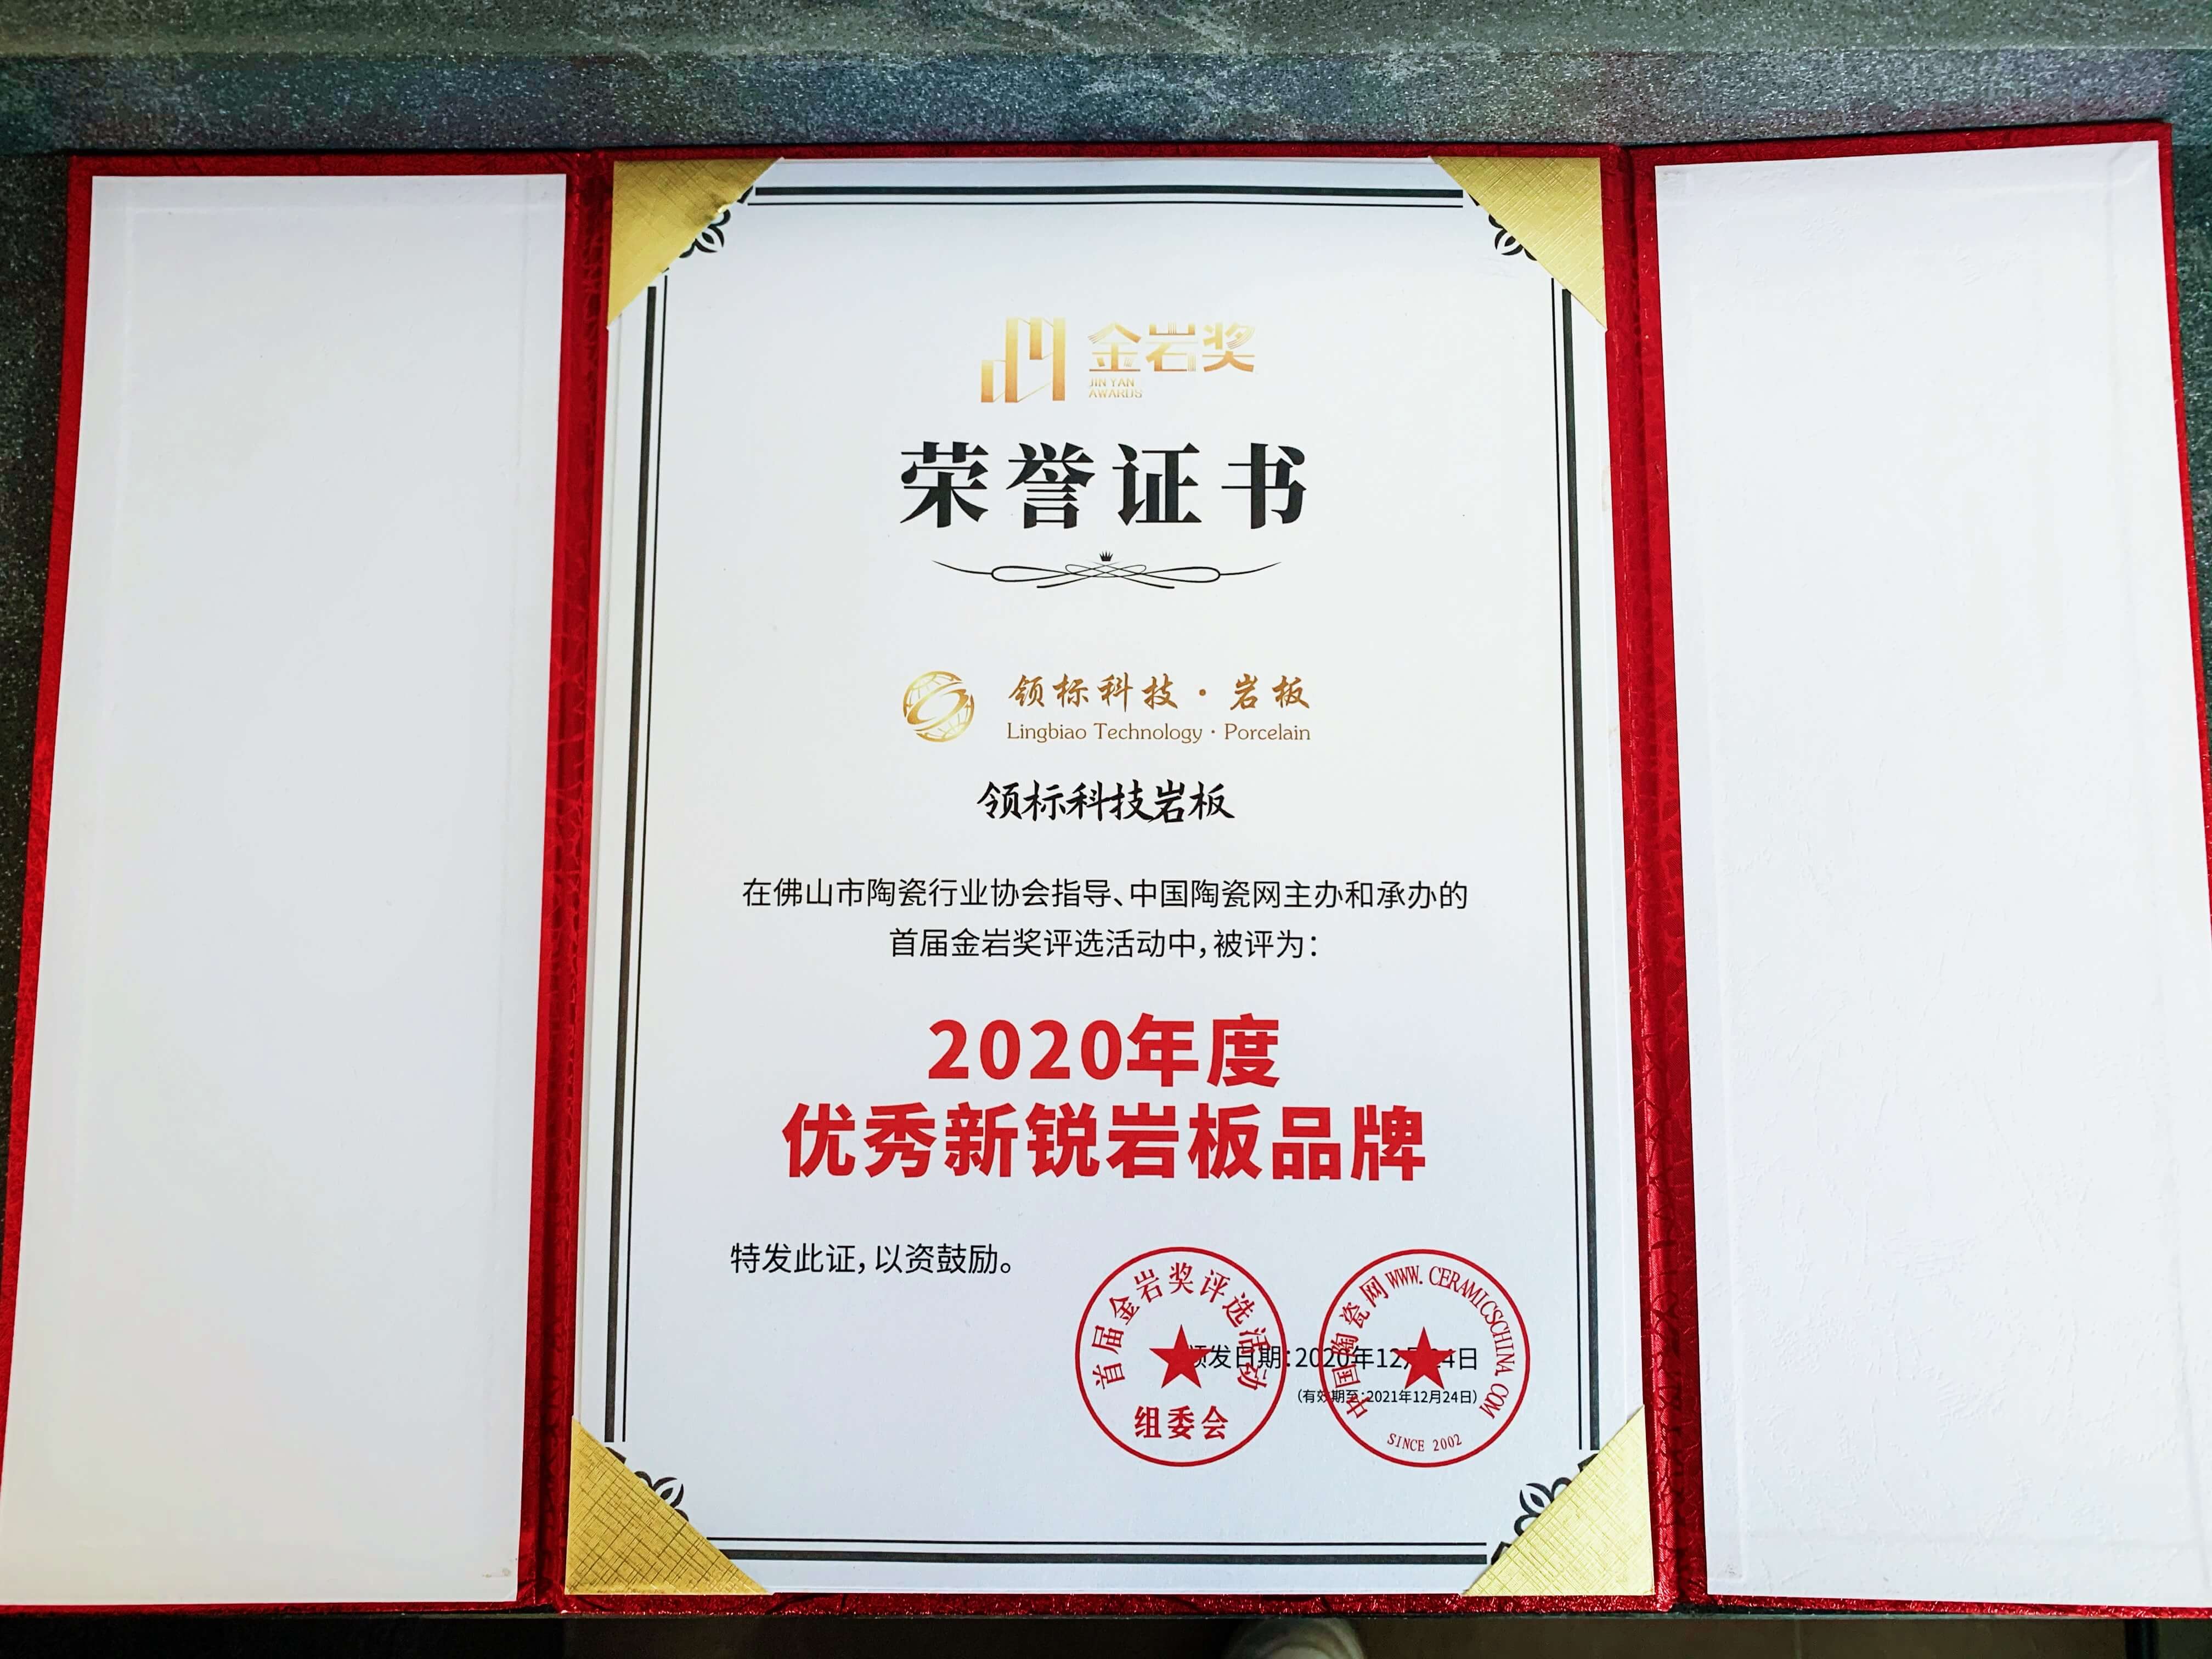 金岩奖
JIN YAN
AWARDS
荣誉证书
领标科技·岩板
Lingbiao Technology · Porcelain
领标科技岩板
在佛山市陶瓷行业协会指导、中国陶瓷网主办和承办的
首届金岩奖评选活动中，被评为：
2020年度
优秀新锐岩板品牌
特发此证，以资鼓励。
首届金岩奖评选活动
组委会
中国陶瓷网 WWW. CERAMICSCHINA. COM
SINCE 2002
颁发日期：2020年12月24日
（有效期至：2021年12月24日）